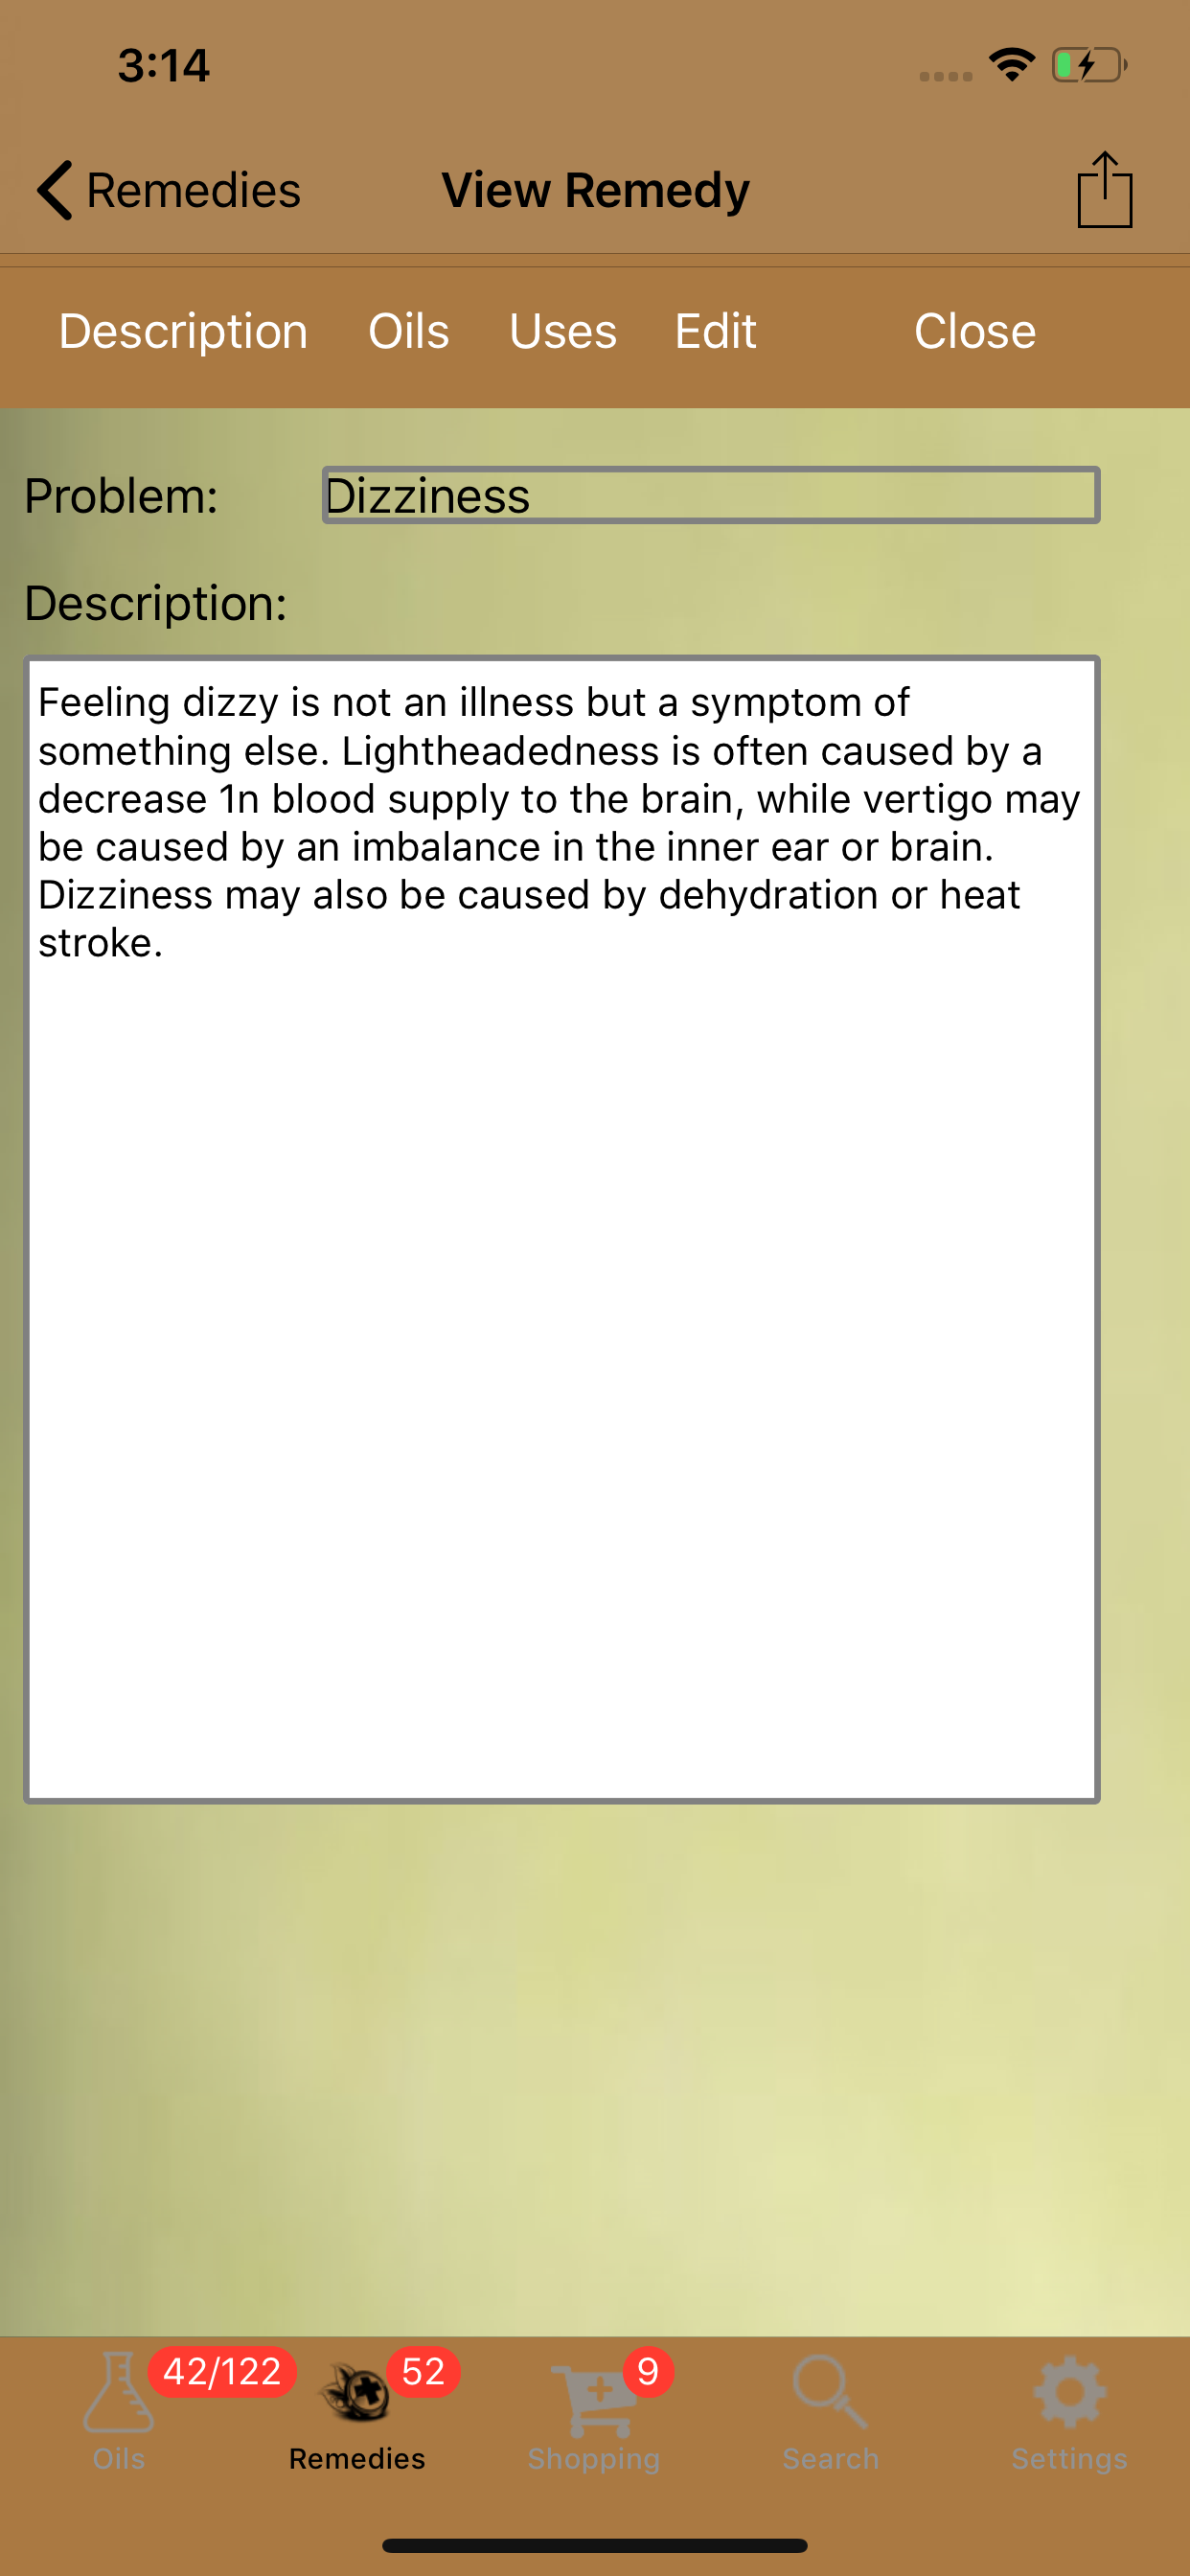 3:14
Remedies
View Remedy
Description Oils Uses Edit Close
Problem: Dizziness
Description:
Feeling dizzy is not an illness but a symptom of
something else. Lightheadedness is often caused by a
decrease 1n blood supply to the brain, while vertigo may
be caused by an imbalance in the inner ear or brain.
Dizziness may also be caused by dehydration or heat
stroke.
42/122 52 9
Oils Remedies Shopping Search Settings